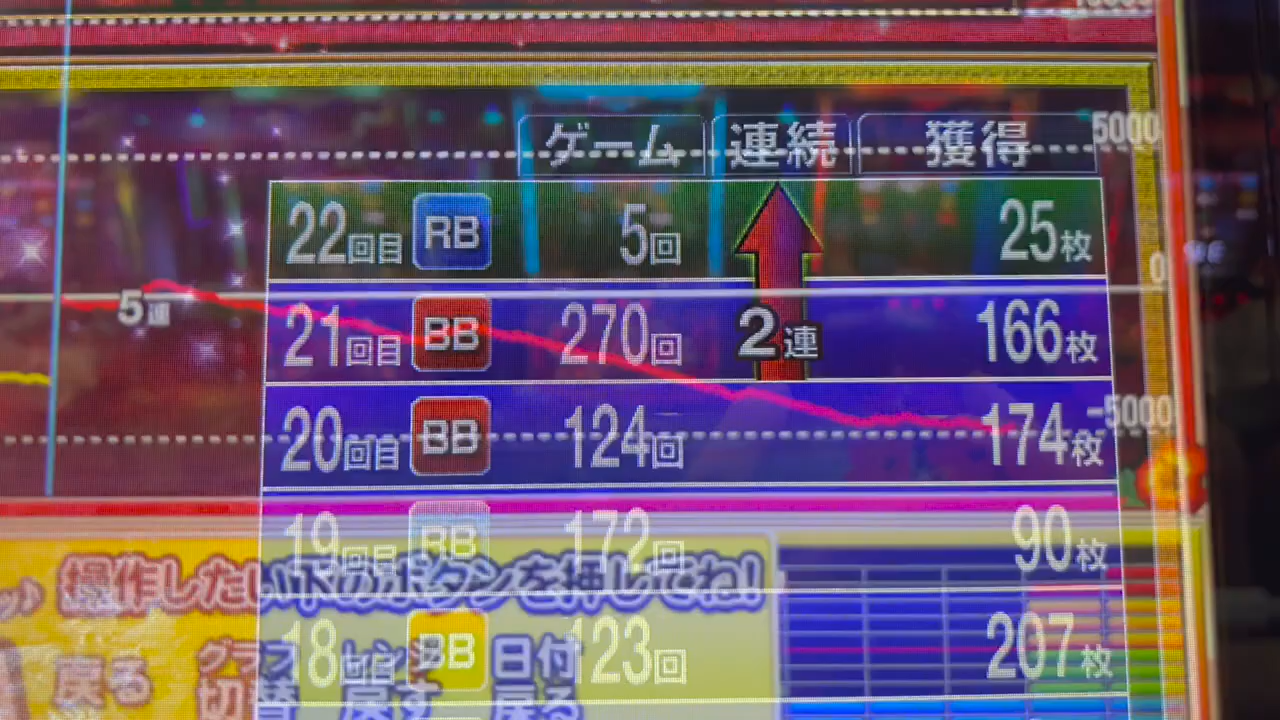 ゲーム 連続 獲得 5000
22回目 RB 5回 25枚
0
5連
21回目 BB 270回 2連 166枚
-5000
20回目 BB 124回 174枚
19回目 RB 172回 90枚
操作したい下のボタンを押してね!
18回目 BB 123回 207枚
戻る グラフ切替 レンジ戻す 日付戻る